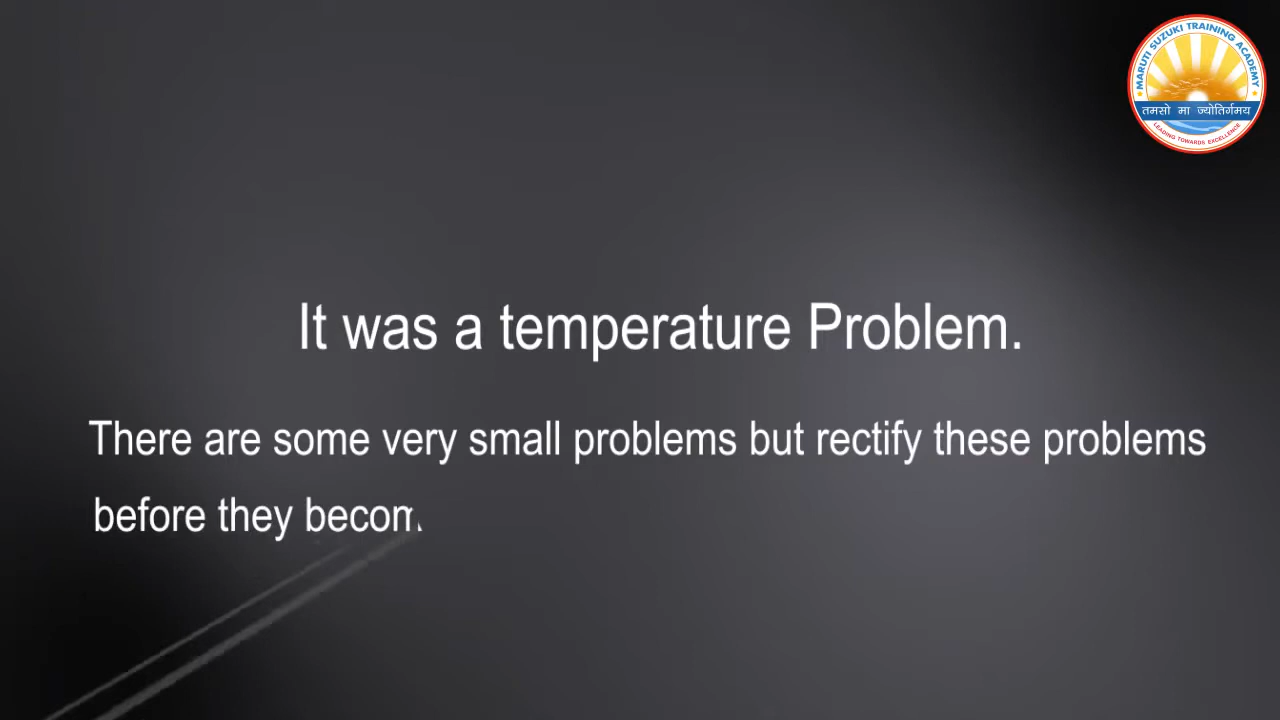 MARUTI SUZUKI TRAINING ACADEMY
तमसो मा ज्योतिर्गमय
LEADING TOWARDS EXCELLENCE
It was a temperature Problem.
There are some very small problems but rectify these problems
before they becom